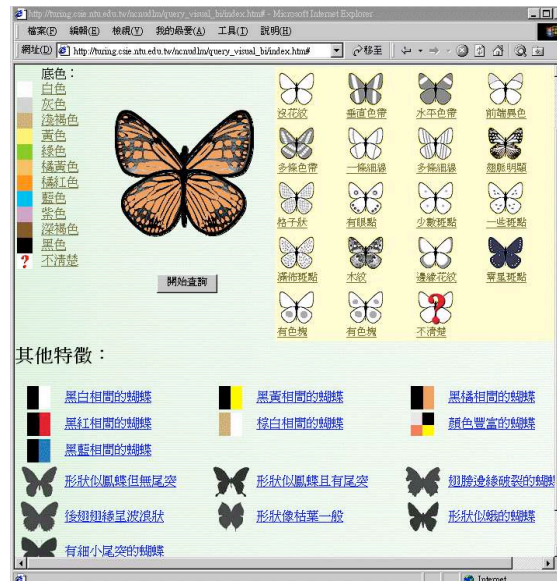 http://turing.csie.ntu.edu.tw/ncnudlm/query_visual_bi/index.htm# - Microsoft Internet Explorer
檔案(F) 編輯(E) 檢視(V) 我的最愛(A) 工具(T) 說明(H)
網址(D) http://turing.csie.ntu.edu.tw/ncnudlm/query_visual_bi/index.htm# 移至
底色：
白色
灰色
淺褐色
黃色
綠色
橘黃色
橘紅色
藍色
紫色
深褐色
黑色
不清楚
開始查詢
沒花紋 垂直色帶 水平色帶 前端異色
多條色帶 一條細線 多條細線 翅脈明顯
格子狀 有眼點 少數斑點 一些斑點
滿佈斑點 木紋 邊緣花紋 零星斑點
有色塊 有色塊 不清楚
其他特徵：
黑白相間的蝴蝶 黑黃相間的蝴蝶 黑橘相間的蝴蝶
黑紅相間的蝴蝶 棕白相間的蝴蝶 顏色豐富的蝴蝶
黑藍相間的蝴蝶
形狀似鳳蝶但無尾突 形狀似鳳蝶且有尾突 翅膀邊緣破裂的蝴蝶
後翅翅緣呈波浪狀 形狀像枯葉一般 形狀似蛾的蝴蝶
有細小尾突的蝴蝶
Internet